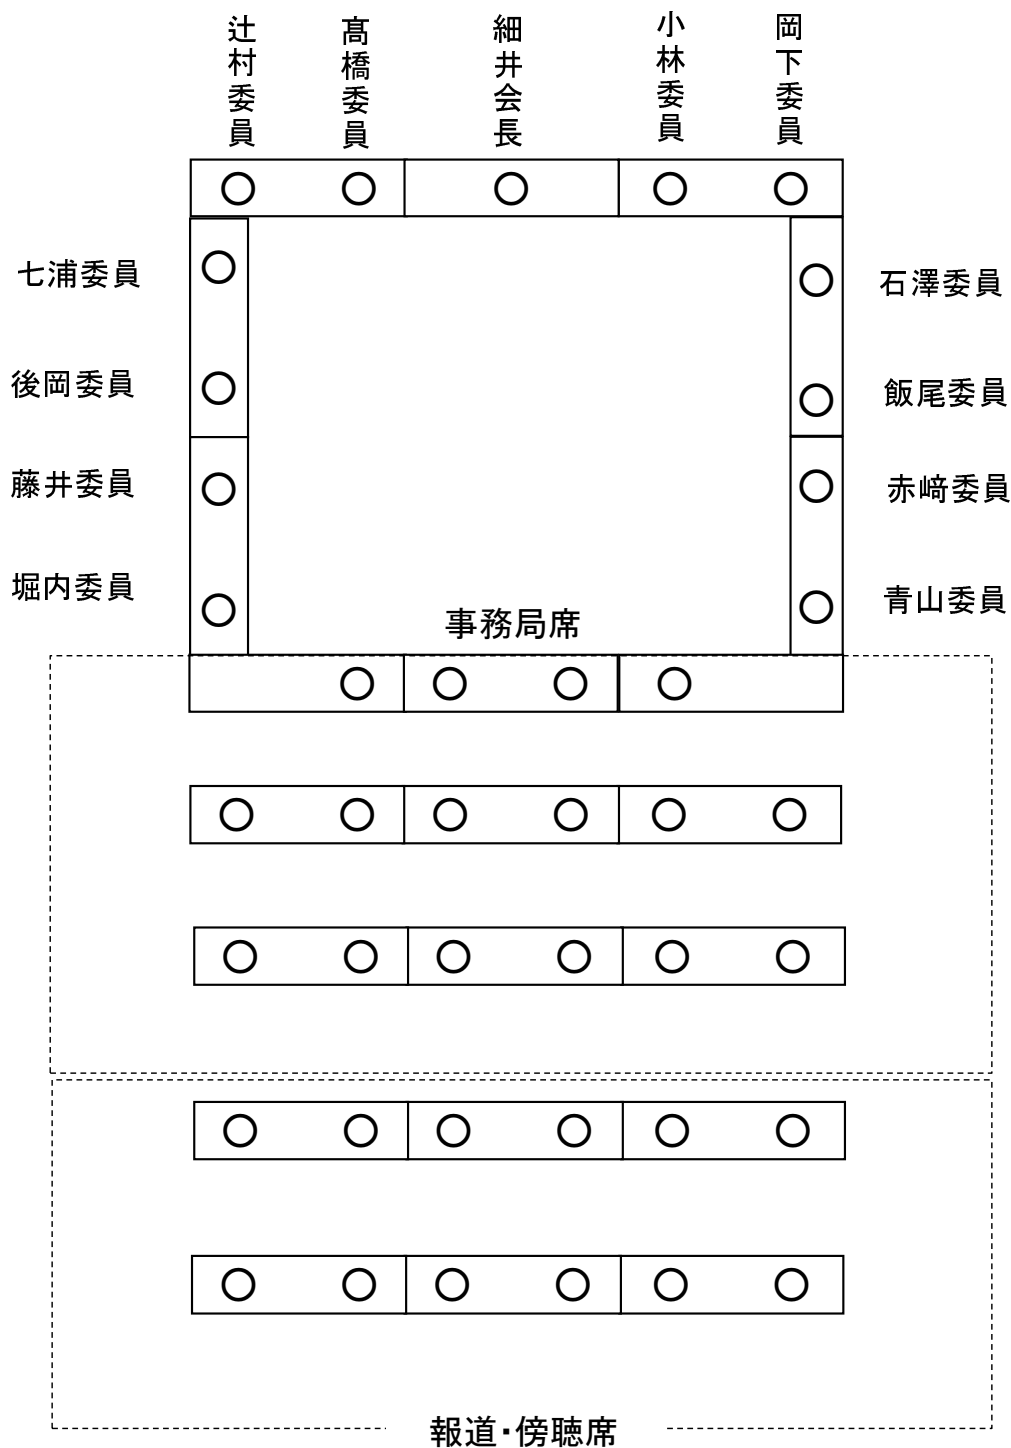 辻村委員
髙橋委員
細井会長
小林委員
岡下委員
七浦委員
石澤委員
後岡委員
飯尾委員
藤井委員
赤﨑委員
堀内委員
青山委員
事務局席
報道・傍聴席